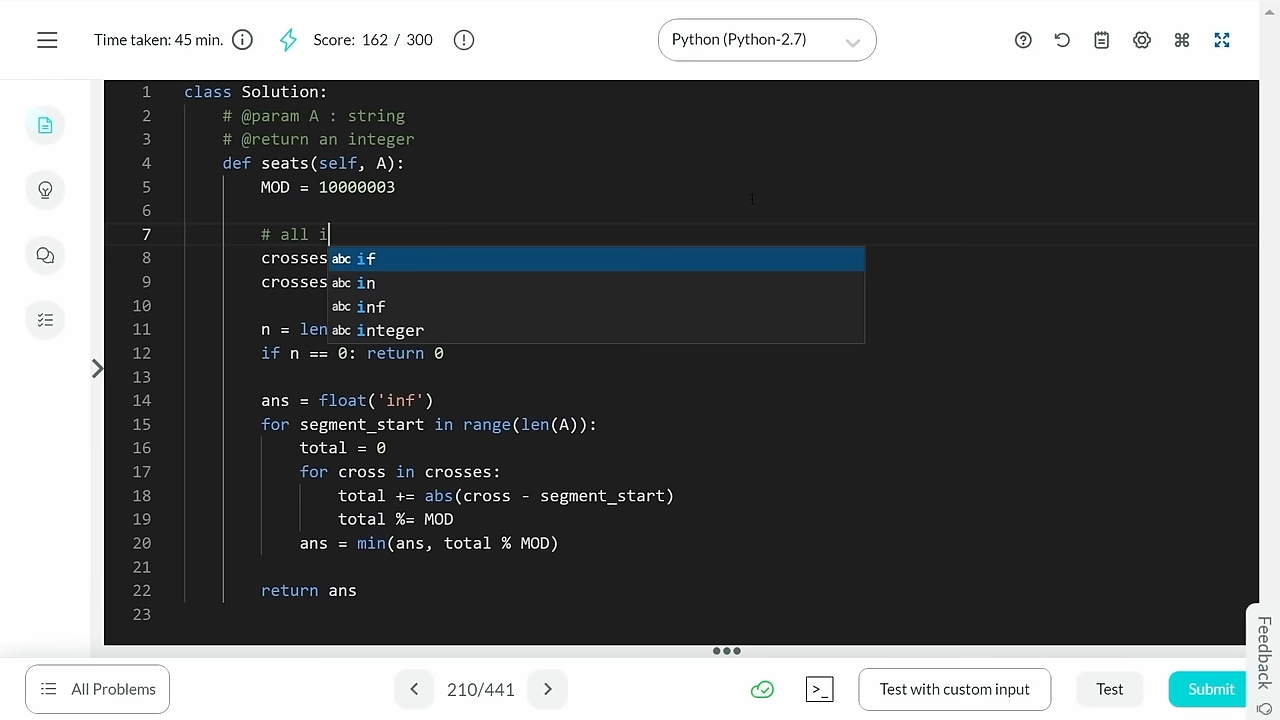 Time taken: 45 min.
Score: 162 / 300
Python (Python-2.7)
1 class Solution:
2 # @param A : string
3 # @return an integer
4 def seats(self, A):
5 MOD = 10000003
6
7 # all i
8 crosses
9 crosses
10
11 n = len
12 if n == 0: return 0
13
14 ans = float('inf')
15 for segment_start in range(len(A)):
16 total = 0
17 for cross in crosses:
18 total += abs(cross - segment_start)
19 total %= MOD
20 ans = min(ans, total % MOD)
21
22 return ans
23
abc if
abc in
abc inf
abc integer
All Problems
210/441
>_
Test with custom input
Test
Submit
Feedback